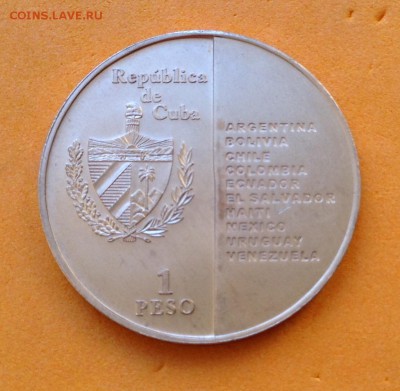 COINS.LAVE.RU
República
de
Cuba
1
PESO
ARGENTINA
BOLIVIA
CHILE
COLOMBIA
ECUADOR
EL SALVADOR
HAITI
MEXICO
URUGUAY
VENEZUELA